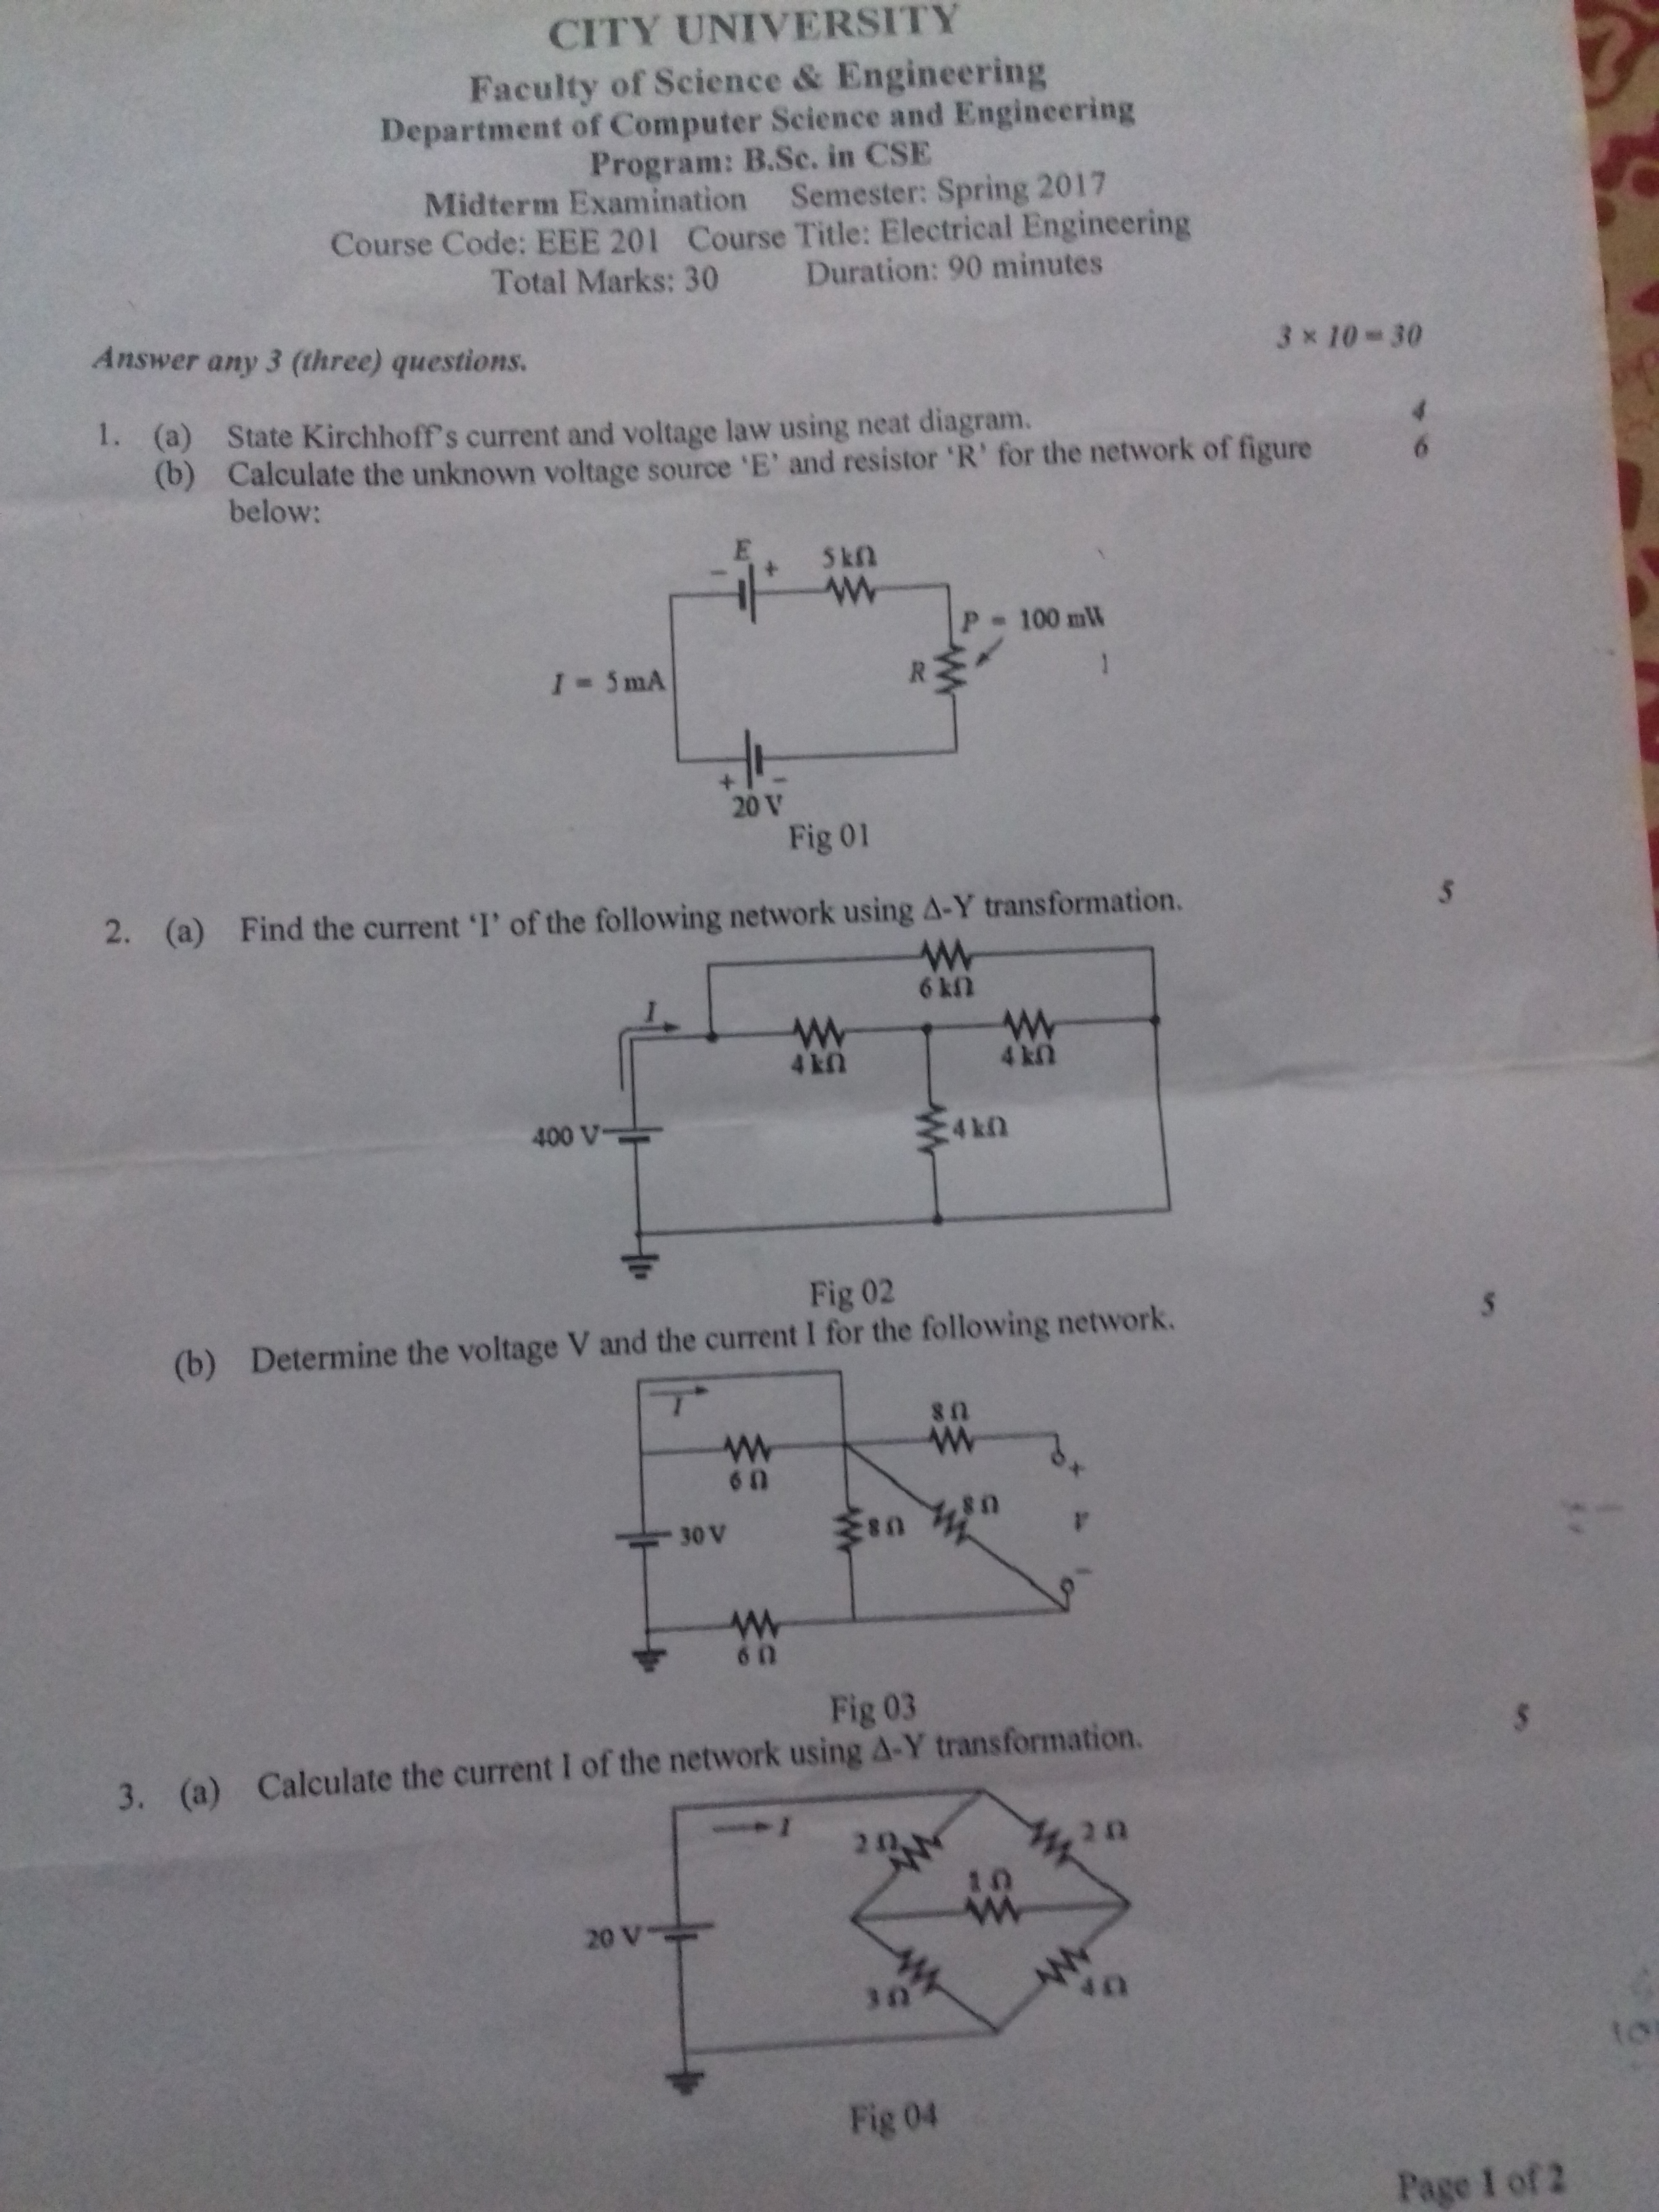 CITY UNIVERSITY
Faculty of Science & Engineering
Department of Computer Science and Engineering
Program: B.Sc. in CSE
Midterm Examination Semester: Spring 2017
Course Code: EEE 201 Course Title: Electrical Engineering
Total Marks: 30 Duration: 90 minutes
3 × 10 = 30
Answer any 3 (three) questions.
1. (a) State Kirchhoff's current and voltage law using neat diagram. 4
(b) Calculate the unknown voltage source 'E' and resistor 'R' for the network of figure 6
below:
E
- +
5 kΩ
P = 100 mW
R
I = 5 mA
+ -
20 V
Fig 01
2. (a) Find the current 'I' of the following network using Δ-Y transformation. 5
6 kΩ
I
4 kΩ
4 kΩ
400 V
4 kΩ
Fig 02
(b) Determine the voltage V and the current I for the following network. 5
I
8 Ω
+
6 Ω
30 V
8 Ω
8 Ω
V
-
6 Ω
Fig 03
3. (a) Calculate the current I of the network using Δ-Y transformation. 5
I
2 Ω
2 Ω
1 Ω
20 V
3 Ω
4 Ω
Fig 04
Page 1 of 2